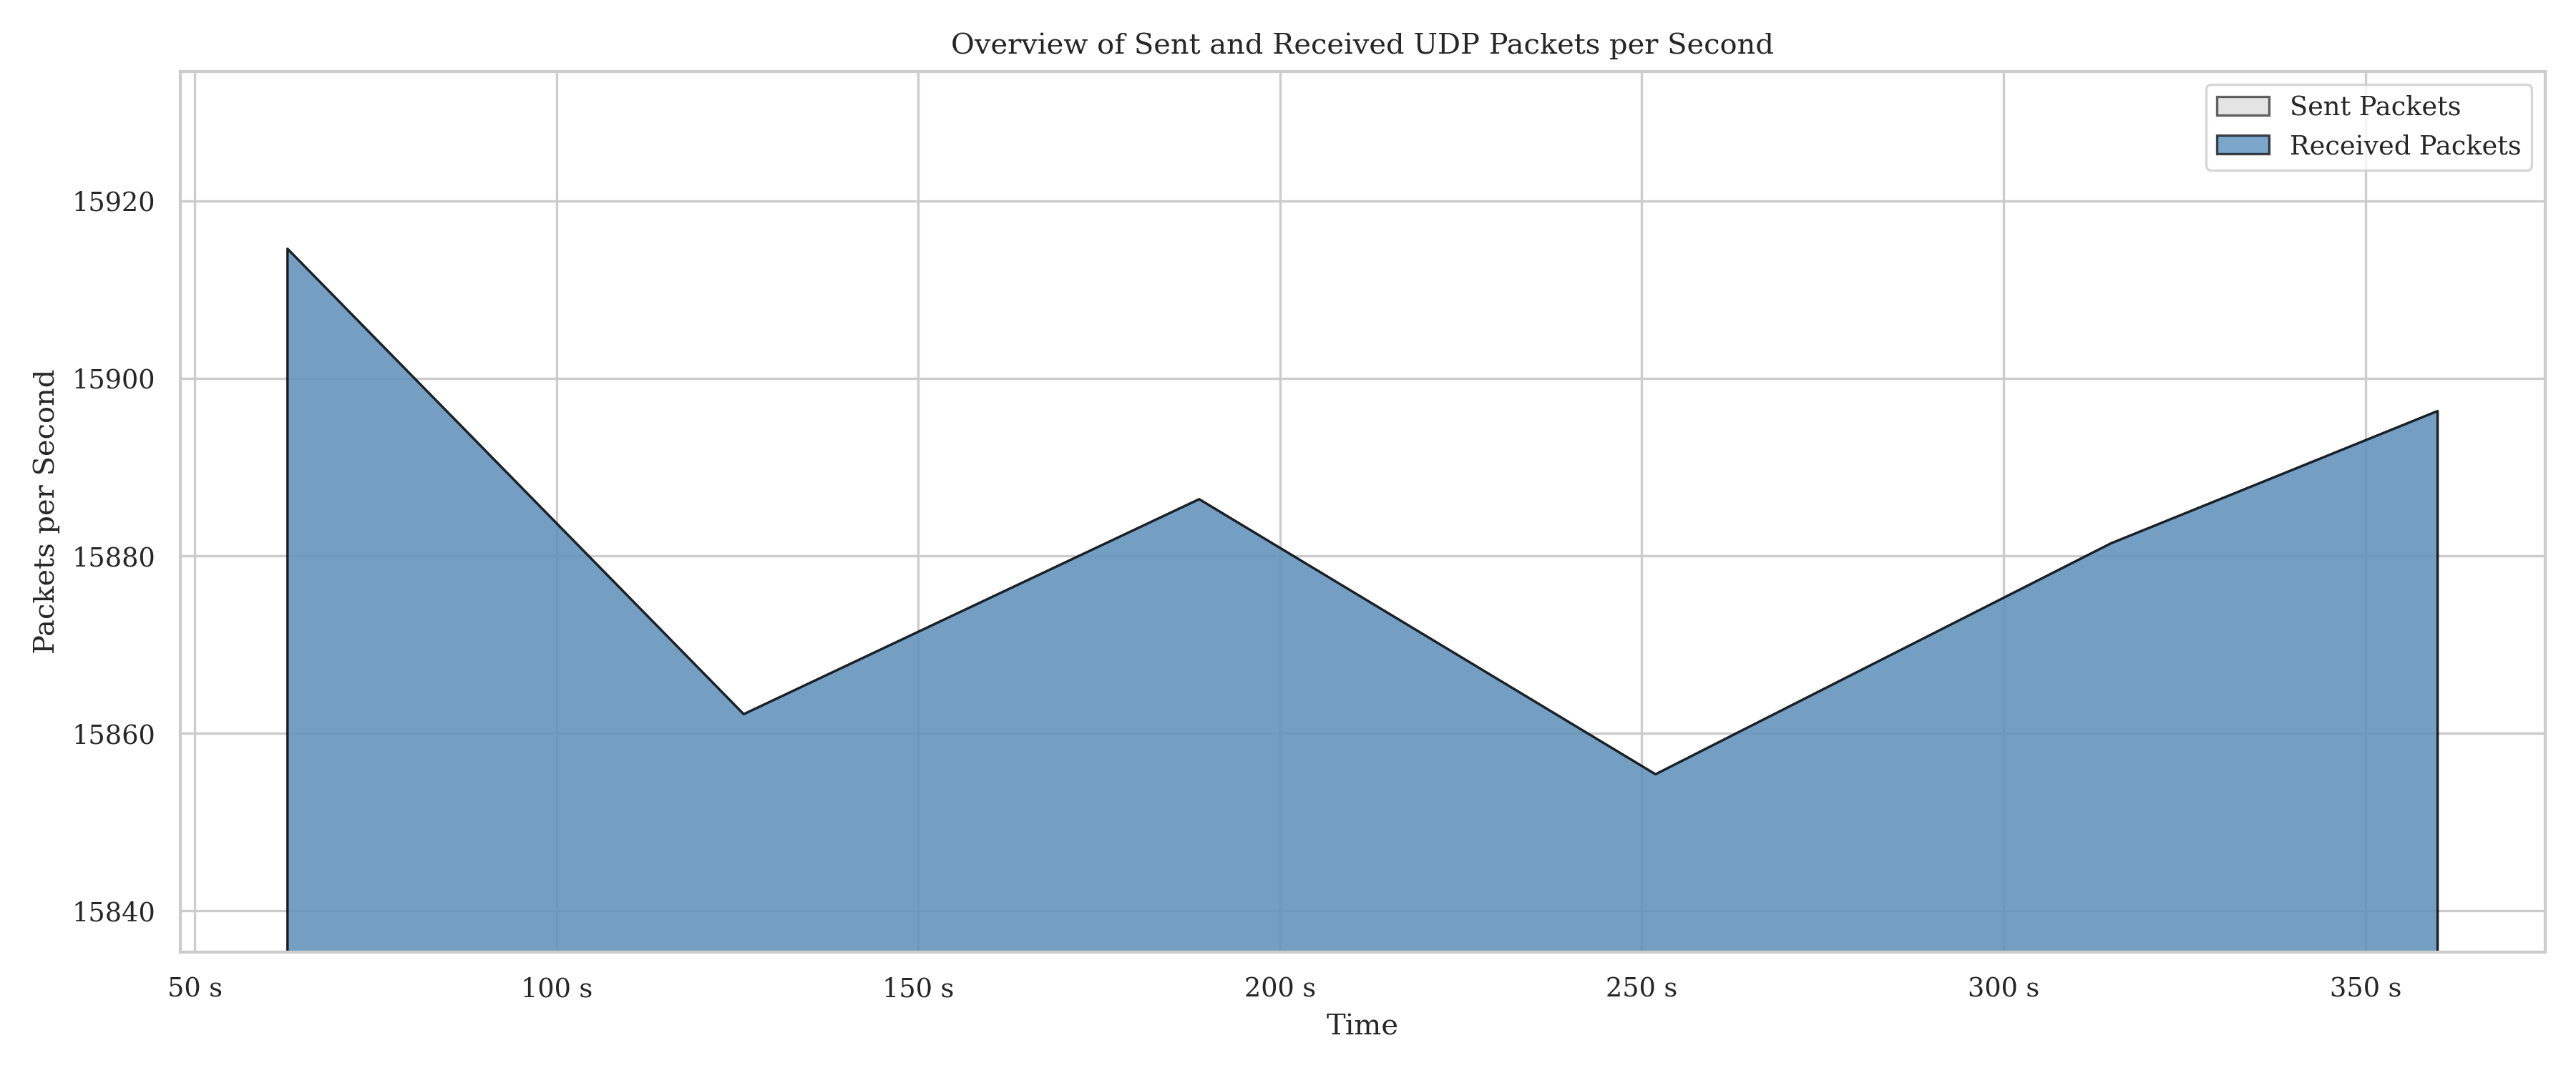 Overview of Sent and Received UDP Packets per Second
Sent Packets
Received Packets
Packets per Second
15920
15900
15880
15860
15840
50 s
100 s
150 s
200 s
250 s
300 s
350 s
Time